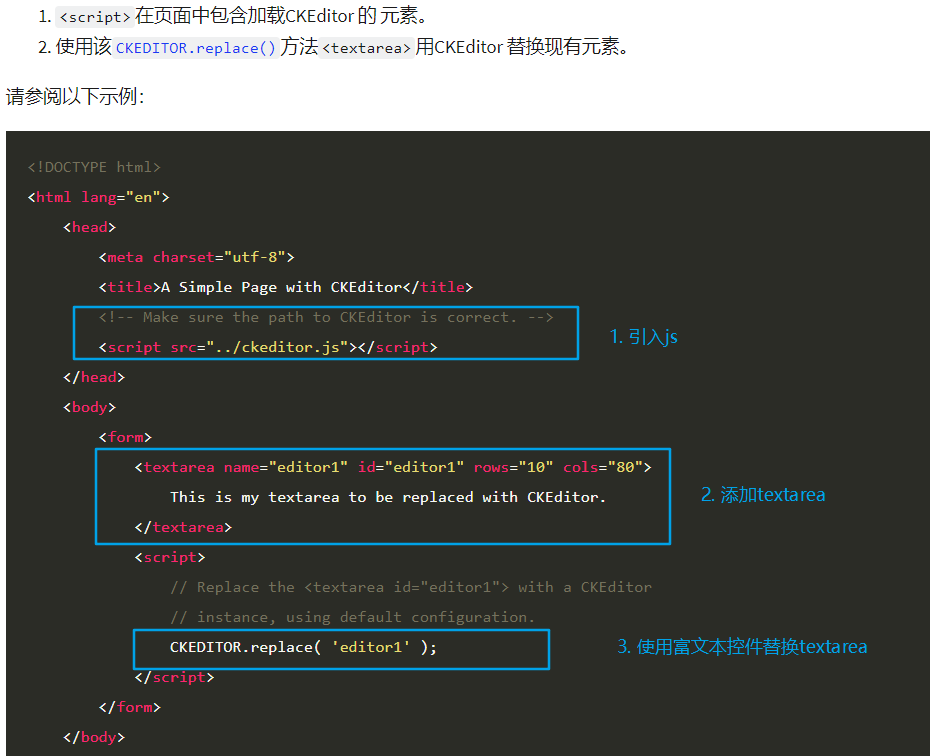 1. <script>在页面中包含加载CKEditor 的 元素。
2. 使用该 CKEDITOR.replace() 方法<textarea>用CKEditor 替换现有元素。
请参阅以下示例：
<!DOCTYPE html>
<html lang="en">
<head>
<meta charset="utf-8">
<title>A Simple Page with CKEditor</title>
<!-- Make sure the path to CKEditor is correct. -->
<script src="../ckeditor.js"></script>
1. 引入js
</head>
<body>
<form>
<textarea name="editor1" id="editor1" rows="10" cols="80">
This is my textarea to be replaced with CKEditor.
2. 添加textarea
</textarea>
<script>
// Replace the <textarea id="editor1"> with a CKEditor
// instance, using default configuration.
CKEDITOR.replace( 'editor1' );
3. 使用富文本控件替换textarea
</script>
</form>
</body>